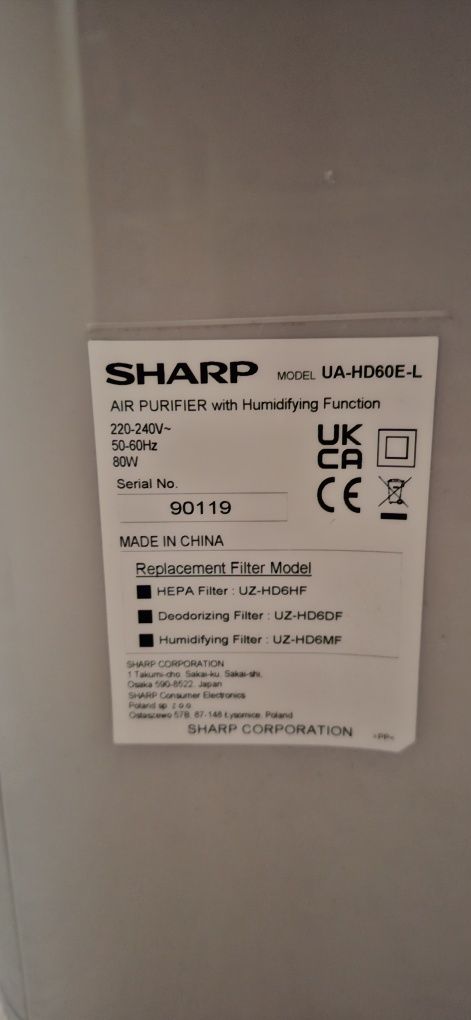 SHARP MODEL UA-HD60E-L
AIR PURIFIER with Humidifying Function
220-240V~
50-60Hz
80W
UK
CA
CE
Serial No.
90119
MADE IN CHINA
Replacement Filter Model
HEPA Filter : UZ-HD6HF
Deodorizing Filter : UZ-HD6DF
Humidifying Filter : UZ-HD6MF
SHARP CORPORATION
1 Takumi-cho, Sakai-ku, Sakai-shi,
Osaka 590-8522, Japan
SHARP Consumer Electronics
Poland sp. z o.o.
Ostaszewo 57B, 87-148 Łysomice, Poland
SHARP CORPORATION >PP<